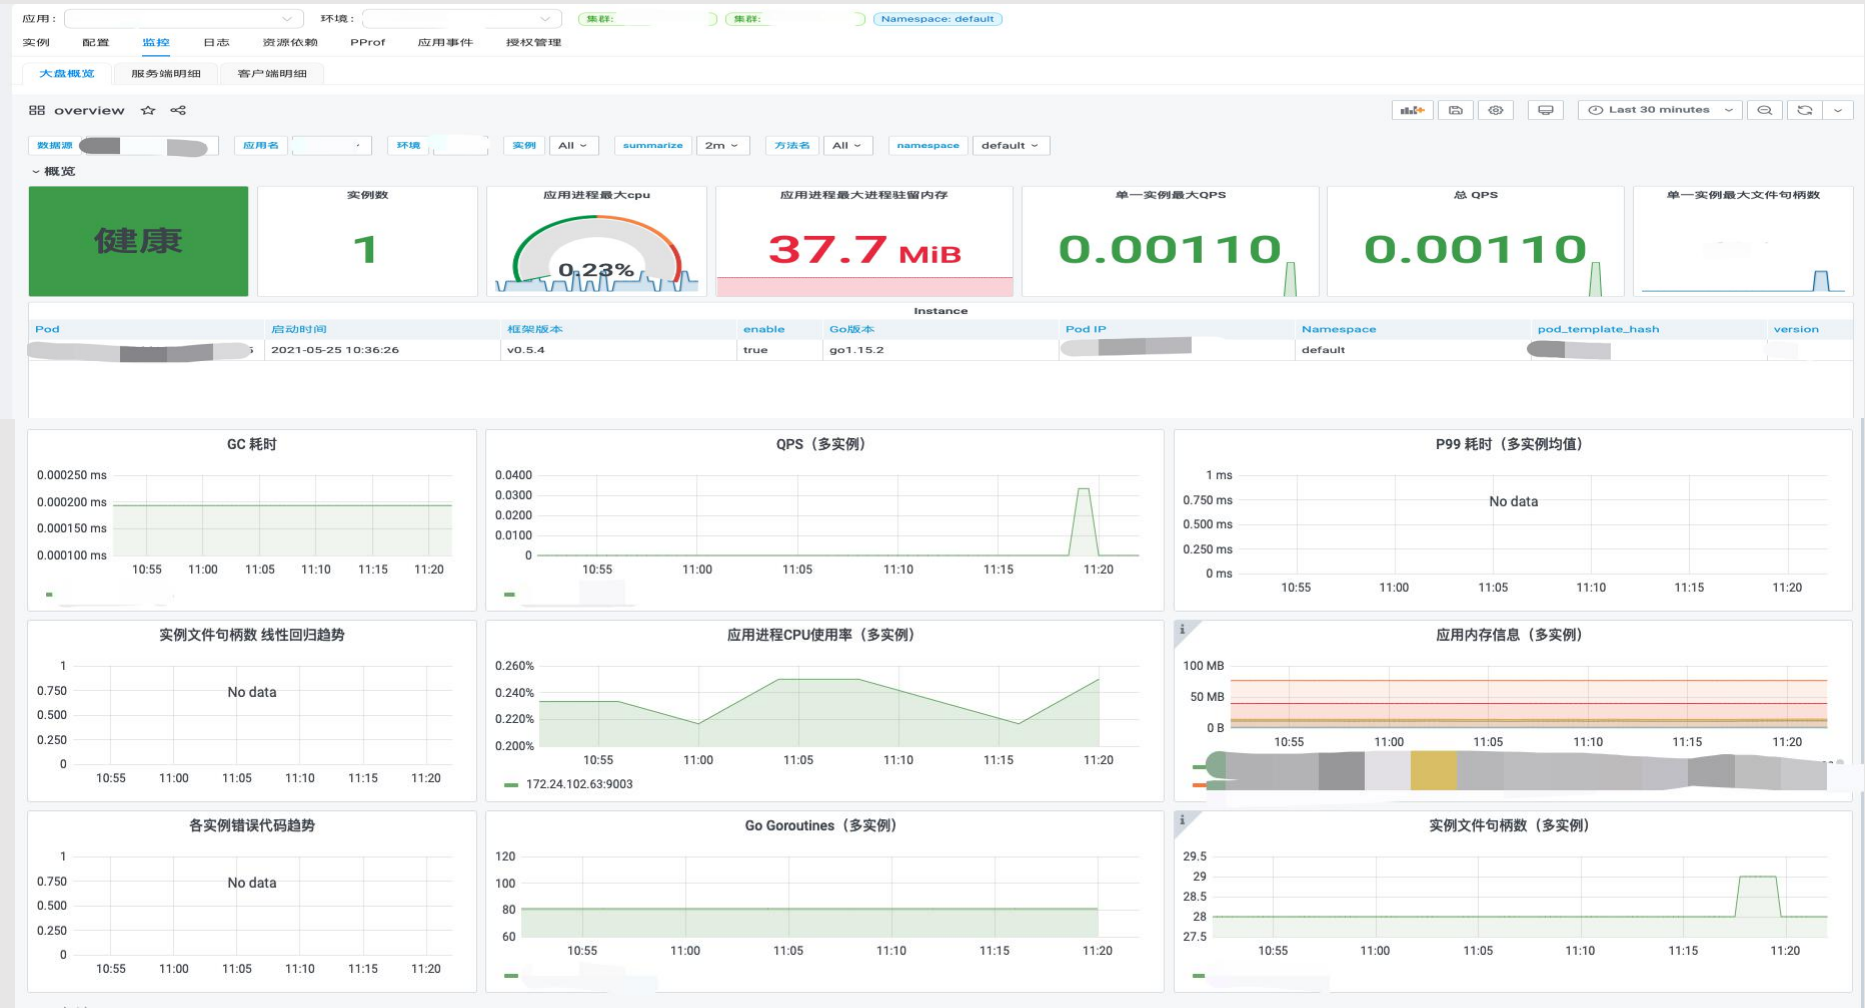 应用： 环境： 集群: 集群: Namespace: default
实例 配置 监控 日志 资源依赖 PProf 应用事件 授权管理
大盘概览 服务端明细 客户端明细
overview Last 30 minutes
数据源 应用名 环境 实例 All summarize 2m 方法名 All namespace default
概览
健康
实例数
1
应用进程最大cpu
0.23%
应用进程最大进程驻留内存
37.7 MiB
单一实例最大QPS
0.00110
总 QPS
0.00110
单一实例最大文件句柄数
Instance
Pod 启动时间 框架版本 enable Go版本 Pod IP Namespace pod_template_hash version
2021-05-25 10:36:26 v0.5.4 true go1.15.2 default
GC 耗时
0.000250 ms
0.000200 ms
0.000150 ms
0.000100 ms
10:55 11:00 11:05 11:10 11:15 11:20
QPS（多实例）
0.0400
0.0300
0.0200
0.0100
0
10:55 11:00 11:05 11:10 11:15 11:20
P99 耗时（多实例均值）
1 ms
0.750 ms
No data
0.500 ms
0.250 ms
0 ms
10:55 11:00 11:05 11:10 11:15 11:20
实例文件句柄数 线性回归趋势
1
0.750
No data
0.500
0.250
0
10:55 11:00 11:05 11:10 11:15 11:20
应用进程CPU使用率（多实例）
0.260%
0.240%
0.220%
0.200%
10:55 11:00 11:05 11:10 11:15 11:20
172.24.102.63:9003
i
应用内存信息（多实例）
100 MB
50 MB
0 B
10:55 11:00 11:05 11:10 11:15 11:20
各实例错误代码趋势
1
0.750
No data
0.500
0.250
0
10:55 11:00 11:05 11:10 11:15 11:20
Go Goroutines（多实例）
120
100
80
60
10:55 11:00 11:05 11:10 11:15 11:20
i
实例文件句柄数（多实例）
29.5
29
28.5
28
27.5
10:55 11:00 11:05 11:10 11:15 11:20